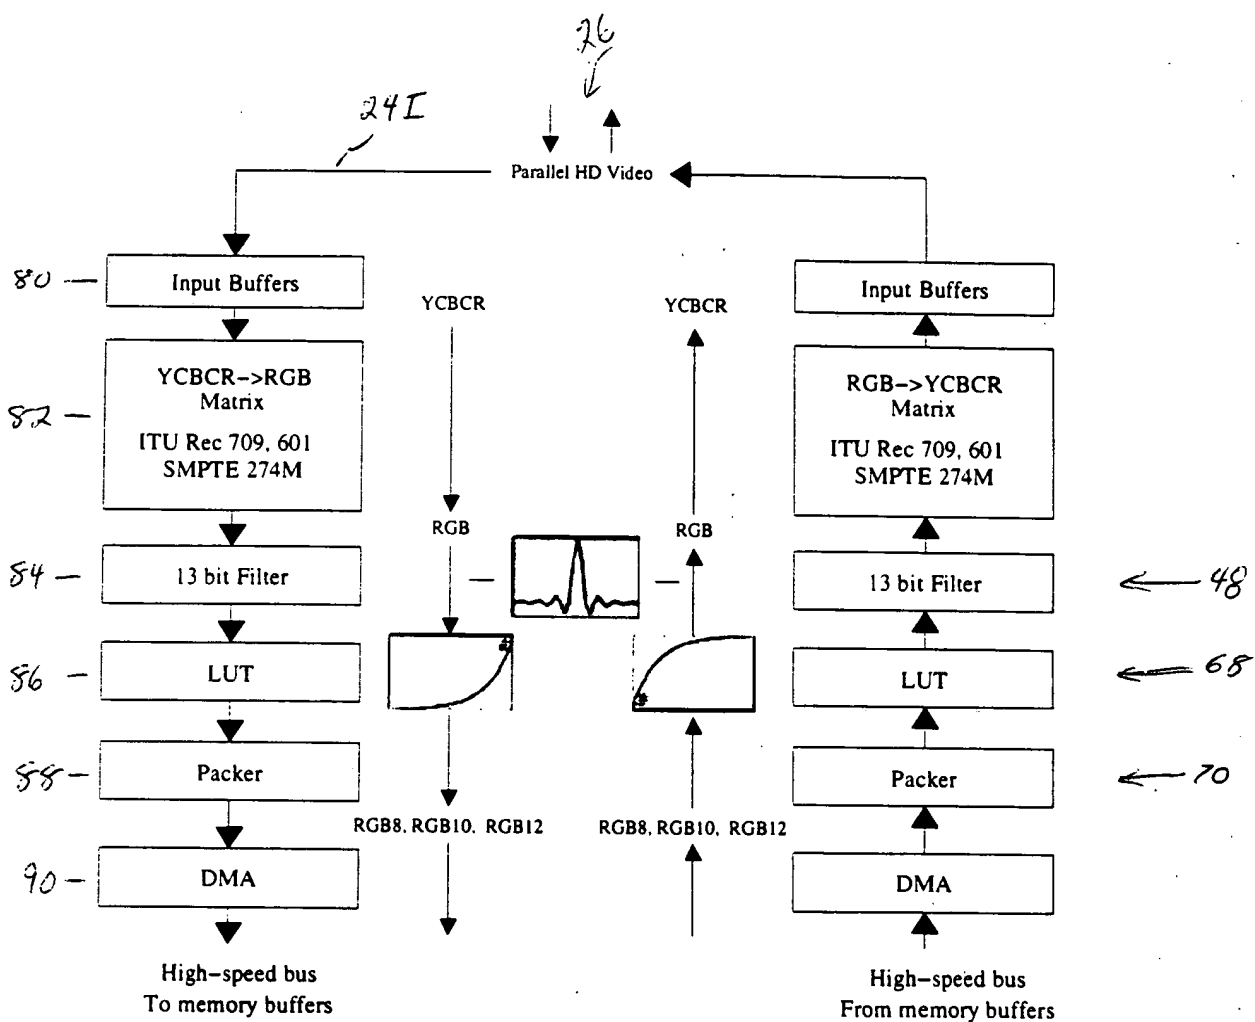 26
24I
Parallel HD Video
80
Input Buffers
82
YCBCR->RGB
Matrix
ITU Rec 709, 601
SMPTE 274M
84
13 bit Filter
86
LUT
88
Packer
90
DMA
High-speed bus
To memory buffers
YCBCR
RGB
RGB8, RGB10, RGB12
YCBCR
RGB
RGB8, RGB10, RGB12
Input Buffers
RGB->YCBCR
Matrix
ITU Rec 709, 601
SMPTE 274M
13 bit Filter
48
LUT
68
Packer
70
DMA
High-speed bus
From memory buffers